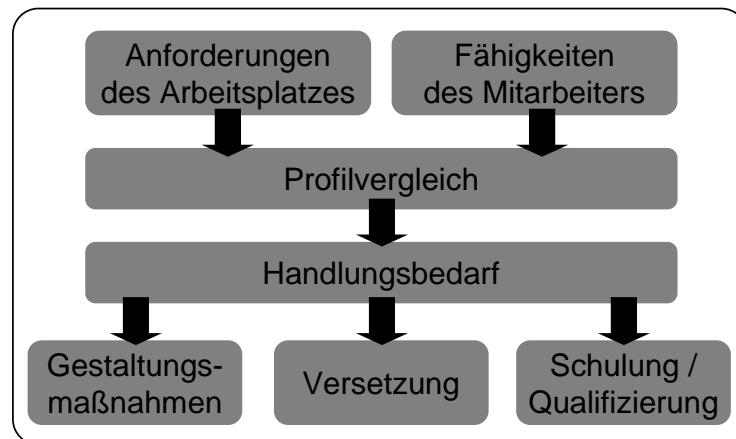 Anforderungen
des Arbeitsplatzes
Fähigkeiten
des Mitarbeiters
Profilvergleich
Handlungsbedarf
Gestaltungs-
maßnahmen
Versetzung
Schulung /
Qualifizierung